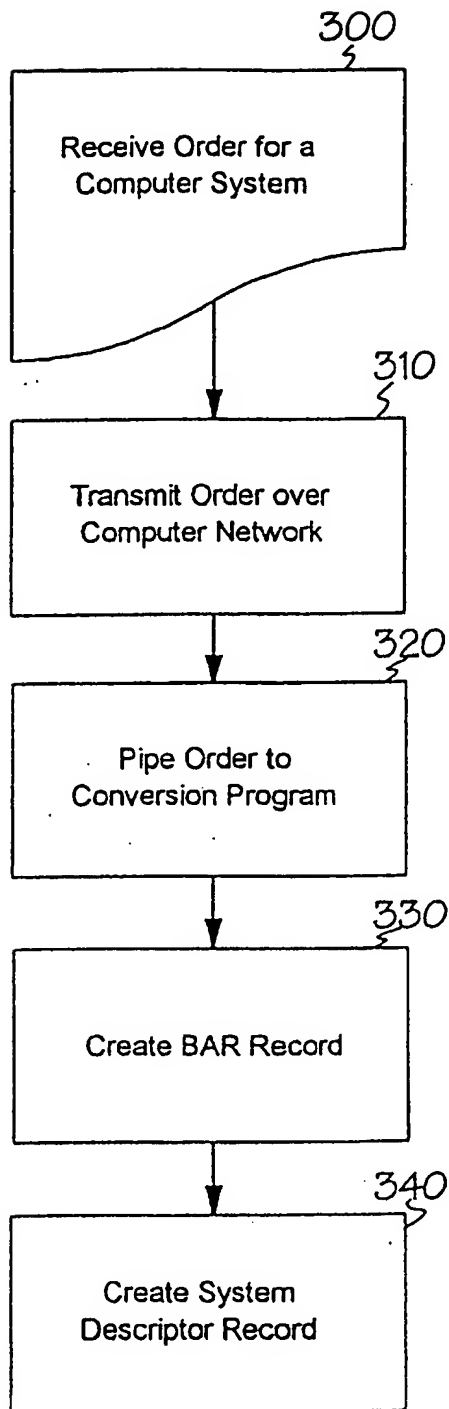 300
Receive Order for a
Computer System
310
Transmit Order over
Computer Network
320
Pipe Order to
Conversion Program
330
Create BAR Record
340
Create System
Descriptor Record